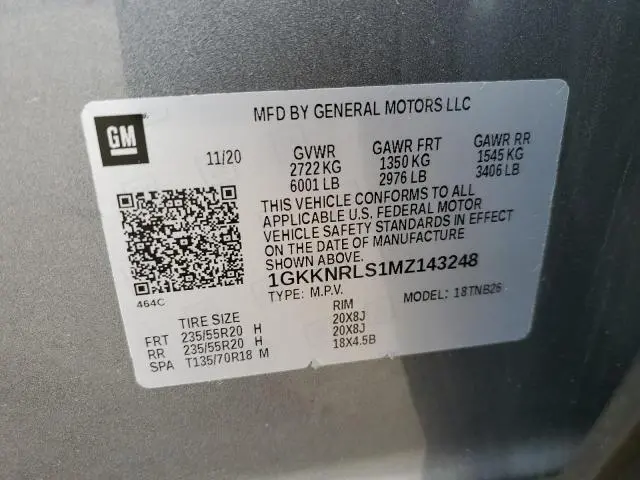 MFD BY GENERAL MOTORS LLC
GM
11/20 GVWR GAWR FRT GAWR RR
2722 KG 1350 KG 1545 KG
6001 LB 2976 LB 3406 LB
THIS VEHICLE CONFORMS TO ALL
APPLICABLE U.S. FEDERAL MOTOR
VEHICLE SAFETY STANDARDS IN EFFECT
ON THE DATE OF MANUFACTURE
SHOWN ABOVE.
1GKKNRLS1MZ143248
464C
TYPE: M.P.V. MODEL: 18TNB26
TIRE SIZE RIM
FRT 235/55R20 H 20X8J
RR 235/55R20 H 20X8J
SPA T135/70R18 M 18X4.5B